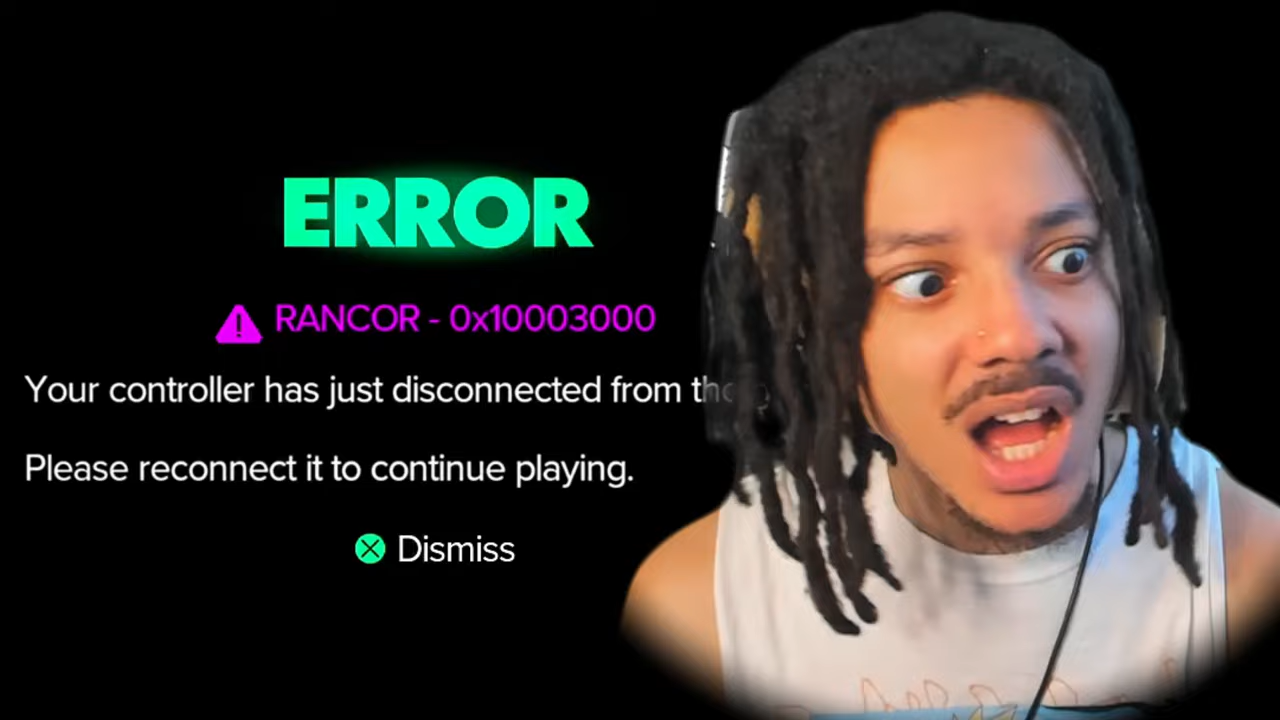 ERROR
RANCOR - 0x10003000
Your controller has just disconnected from the
Please reconnect it to continue playing.
Dismiss